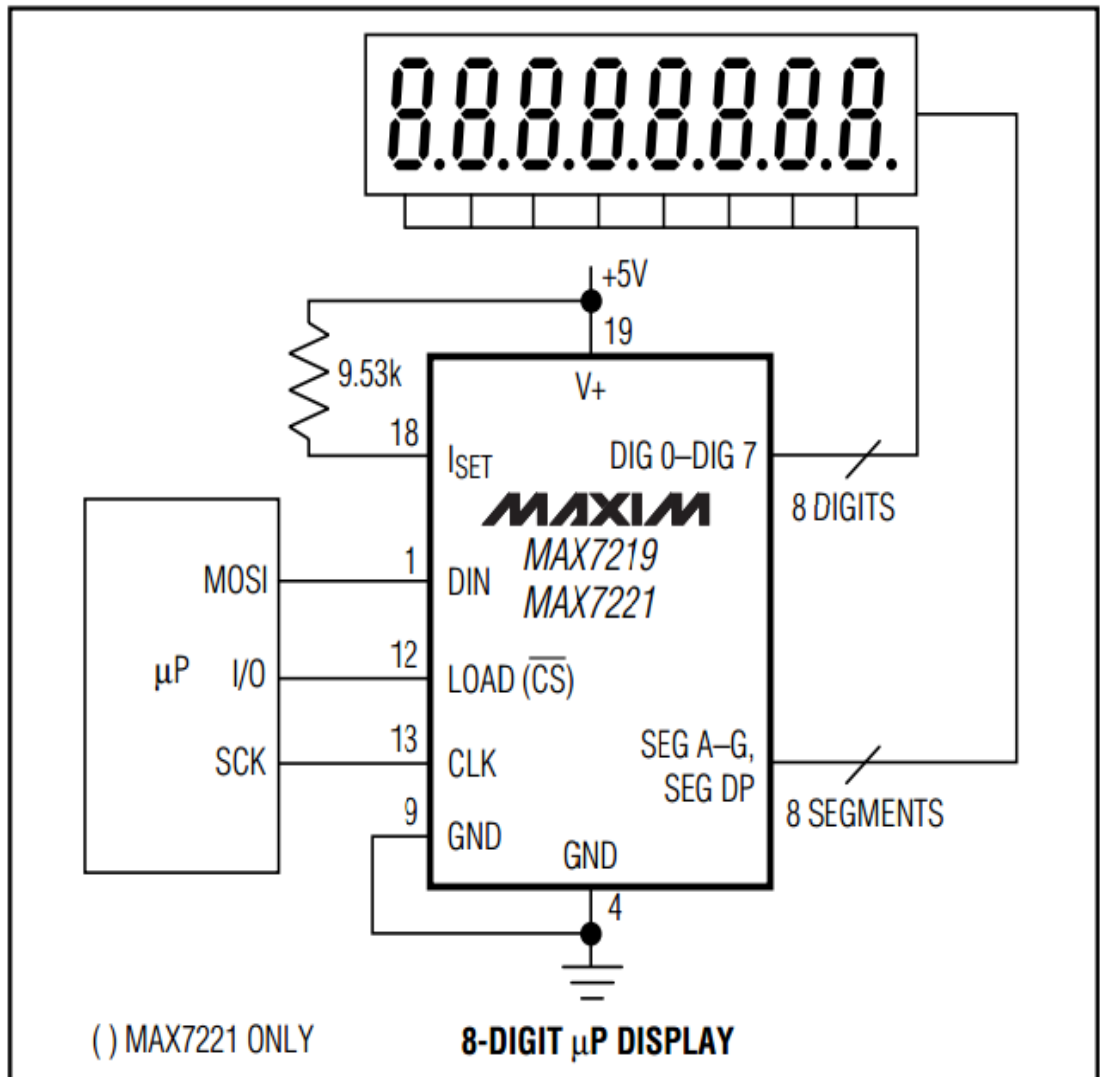 8.8.8.8.8.8.8.8.
+5V
19
9.53k
V+
18
ISET
DIG 0–DIG 7
8 DIGITS
MAXIM
MAX7219
MAX7221
MOSI
1
DIN
µP
I/O
12
LOAD (CS)
SCK
13
CLK
SEG A–G,
SEG DP
8 SEGMENTS
9
GND
GND
4
( ) MAX7221 ONLY
8-DIGIT µP DISPLAY